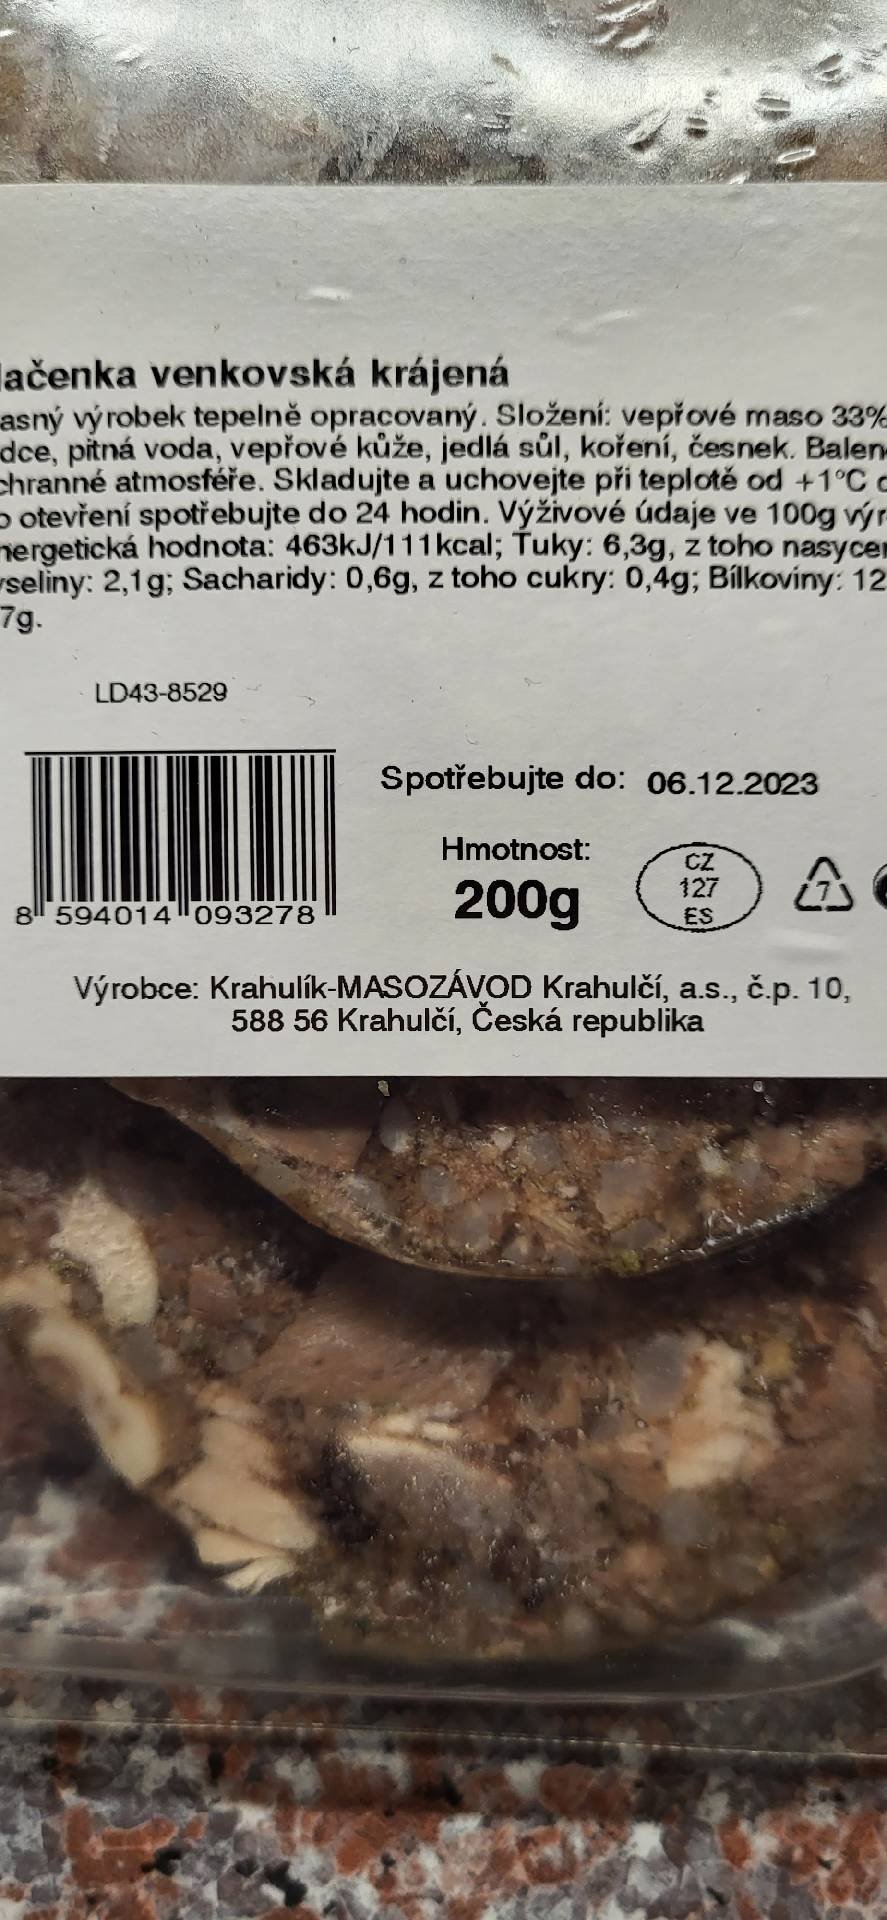 lačenka venkovská krájená
asný výrobek tepelně opracovaný. Složení: vepřové maso 33%
dce, pitná voda, vepřové kůže, jedlá sůl, koření, česnek. Balen
chranné atmosféře. Skladujte a uchovejte při teplotě od +1°C
o otevření spotřebujte do 24 hodin. Výživové údaje ve 100g výr
nergetická hodnota: 463kJ/111kcal; Tuky: 6,3g, z toho nasycen
yseliny: 2,1g; Sacharidy: 0,6g, z toho cukry: 0,4g; Bílkoviny: 12
7g.
LD43-8529
Spotřebujte do: 06.12.2023
Hmotnost:
200g
CZ
127
ES
7
8 594014 093278
Výrobce: Krahulík-MASOZÁVOD Krahulčí, a.s., č.p. 10,
588 56 Krahulčí, Česká republika